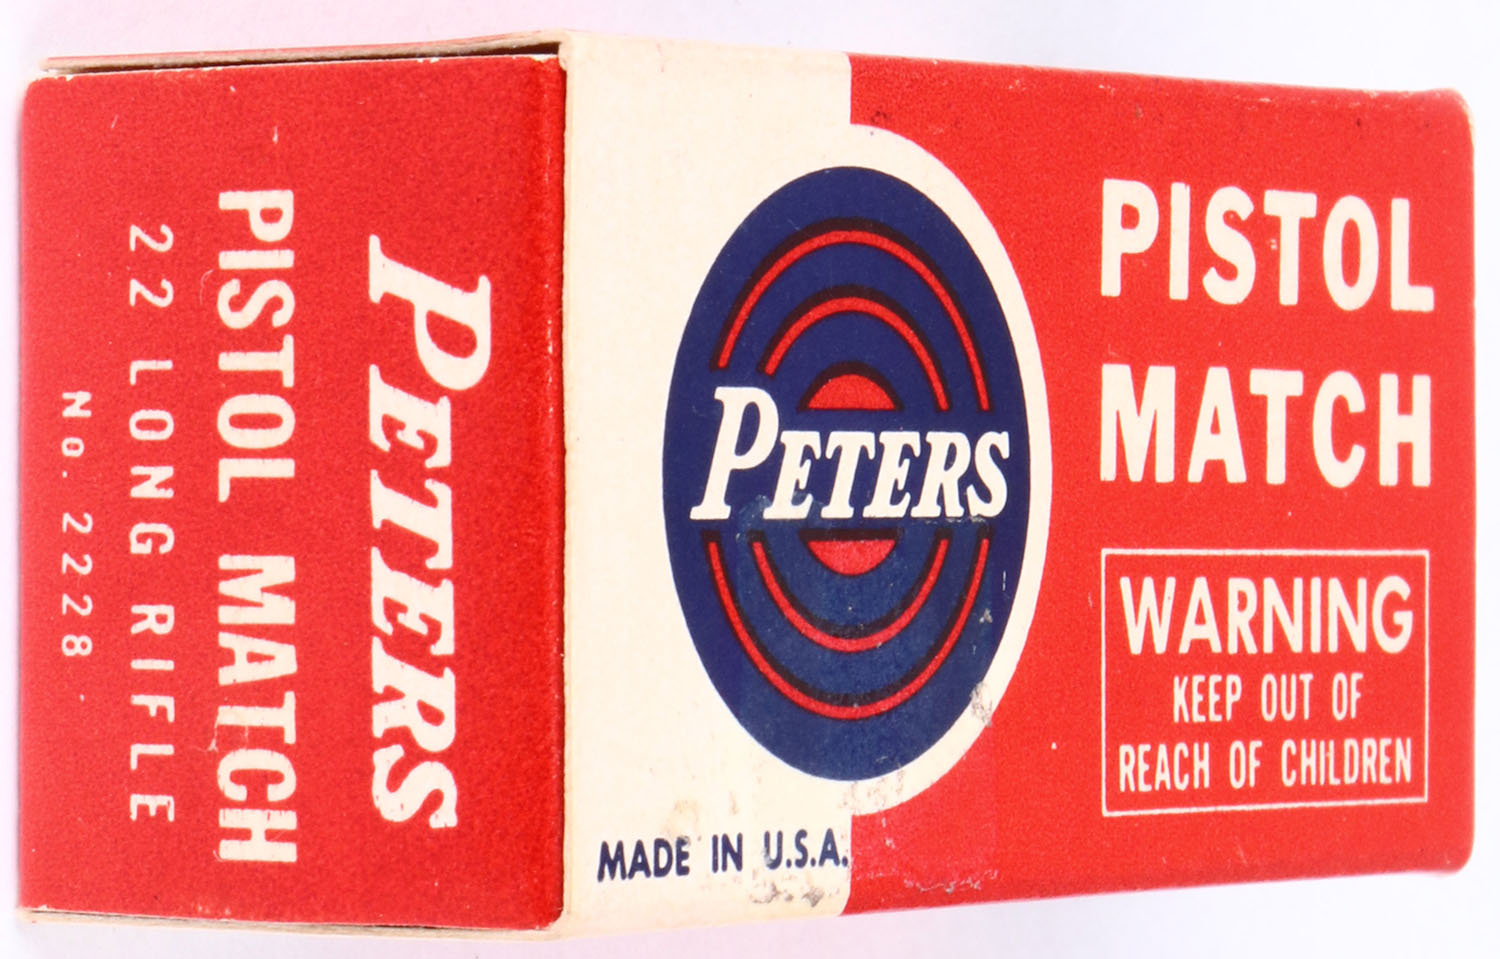 PETERS
PISTOL MATCH
22 LONG RIFLE
No. 2228
PETERS
MADE IN U.S.A.
PISTOL
MATCH
WARNING
KEEP OUT OF
REACH OF CHILDREN